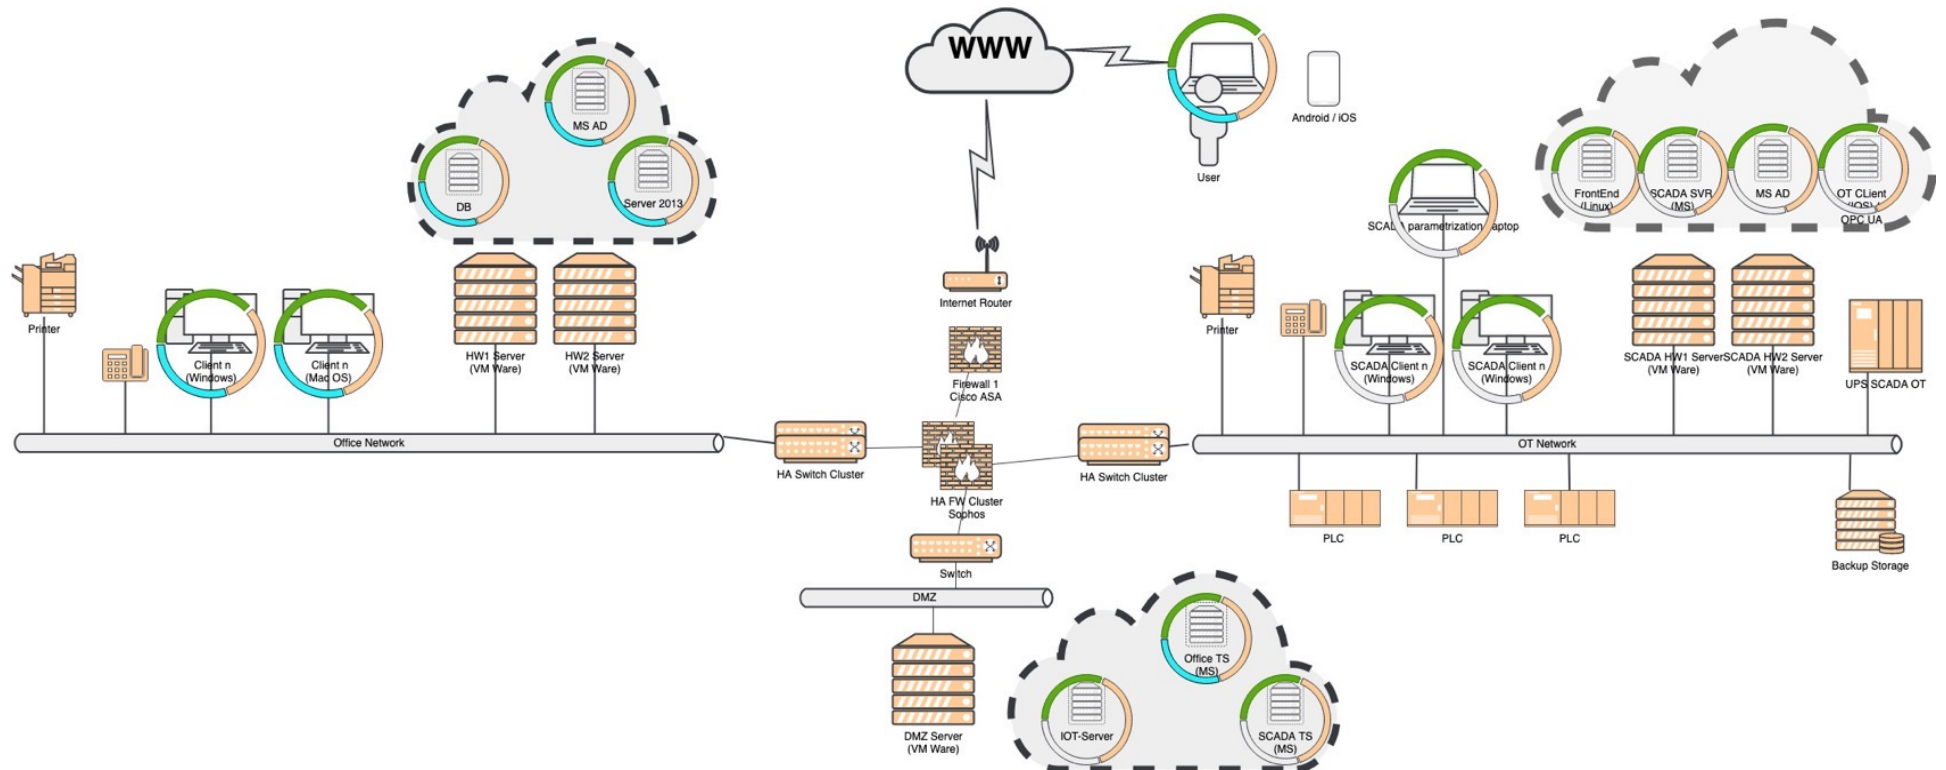 WWW
MS AD
DB
Server 2013
Android / iOS
User
FrontEnd
(Linux)
SCADA SVR
(MS)
MS AD
OT CLient
OPC UA
parametrization
Internet Router
Printer
Client n
(Windows)
Client n
(Mac OS)
HW1 Server
(VM Ware)
HW2 Server
(VM Ware)
Firewall 1
Cisco ASA
Printer
SCADA Client n
(Windows)
SCADA Client n
(Windows)
SCADA HW1 Server
(VM Ware)
SCADA HW2 Server
(VM Ware)
UPS SCADA OT
Office Network
HA Switch Cluster
HA FW Cluster
Sophos
HA Switch Cluster
OT Network
PLC
PLC
PLC
Backup Storage
Switch
DMZ
DMZ Server
(VM Ware)
Office TS
(MS)
IOT-Server
SCADA TS
(MS)